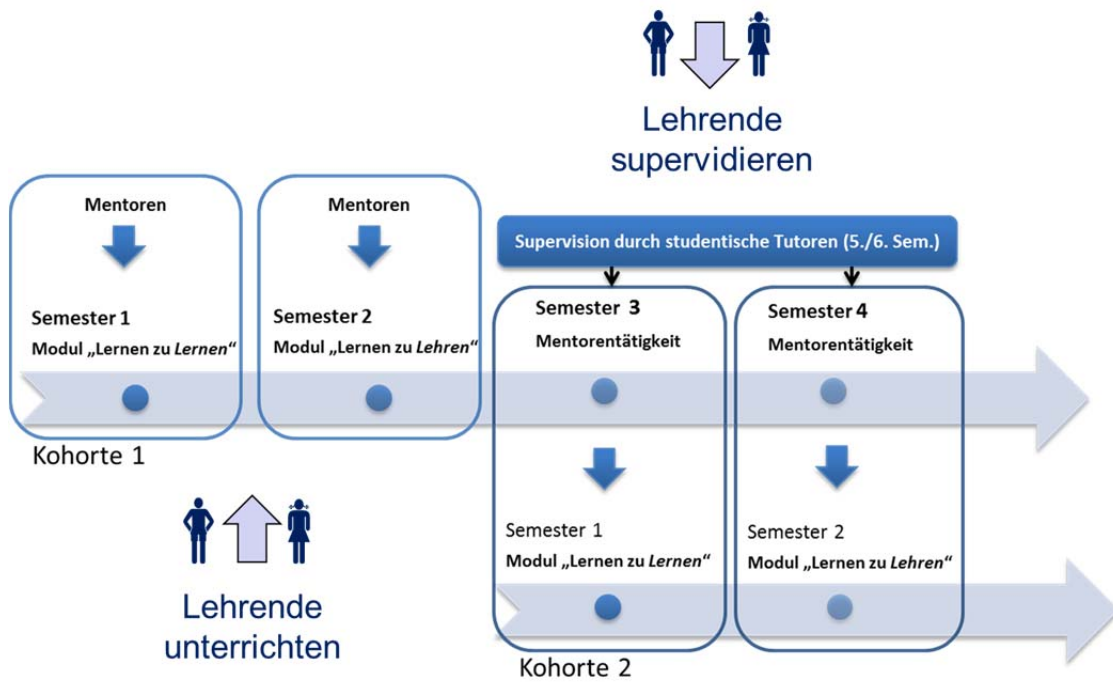 Lehrende
supervidieren
Mentoren
Semester 1
Modul „Lernen zu Lernen“
Mentoren
Semester 2
Modul „Lernen zu Lehren“
Supervision durch studentische Tutoren (5./6. Sem.)
Semester 3
Mentorentätigkeit
Semester 4
Mentorentätigkeit
Kohorte 1
Lehrende
unterrichten
Semester 1
Modul „Lernen zu Lernen“
Semester 2
Modul „Lernen zu Lehren“
Kohorte 2